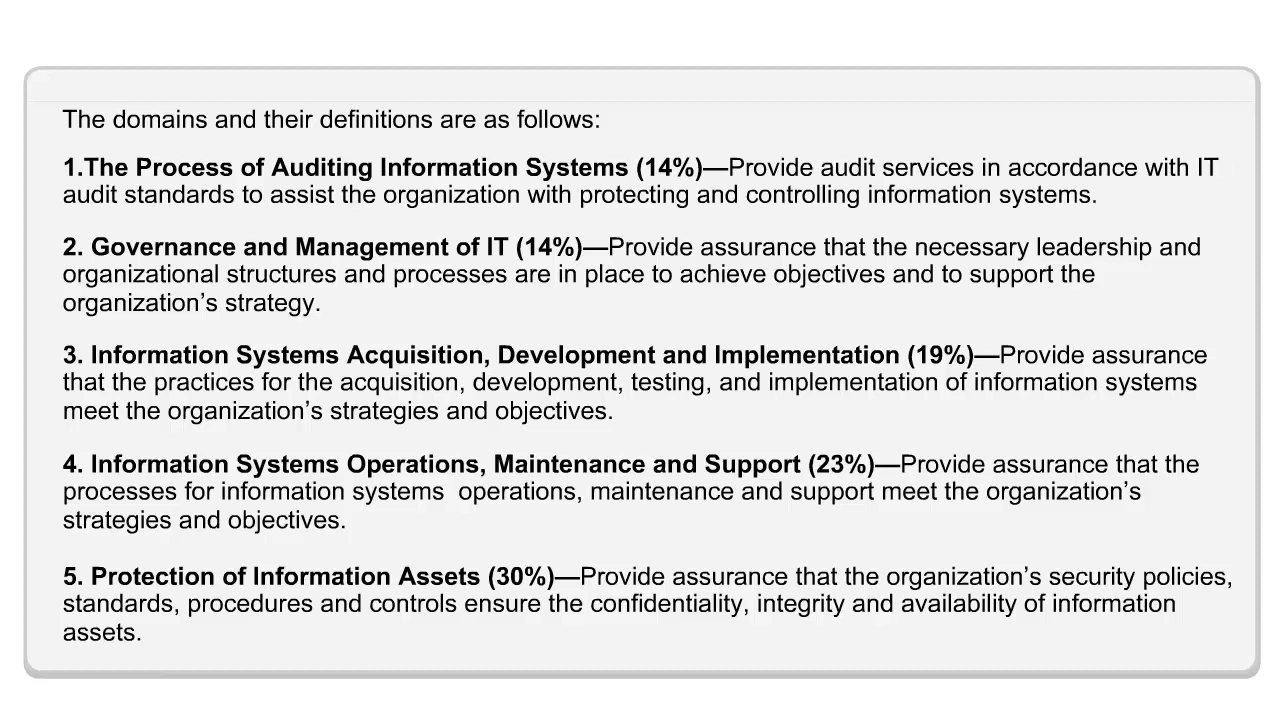 The domains and their definitions are as follows:
1.The Process of Auditing Information Systems (14%)—Provide audit services in accordance with IT
audit standards to assist the organization with protecting and controlling information systems.
2. Governance and Management of IT (14%)—Provide assurance that the necessary leadership and
organizational structures and processes are in place to achieve objectives and to support the
organization’s strategy.
3. Information Systems Acquisition, Development and Implementation (19%)—Provide assurance
that the practices for the acquisition, development, testing, and implementation of information systems
meet the organization’s strategies and objectives.
4. Information Systems Operations, Maintenance and Support (23%)—Provide assurance that the
processes for information systems  operations, maintenance and support meet the organization’s
strategies and objectives.
5. Protection of Information Assets (30%)—Provide assurance that the organization’s security policies,
standards, procedures and controls ensure the confidentiality, integrity and availability of information
assets.